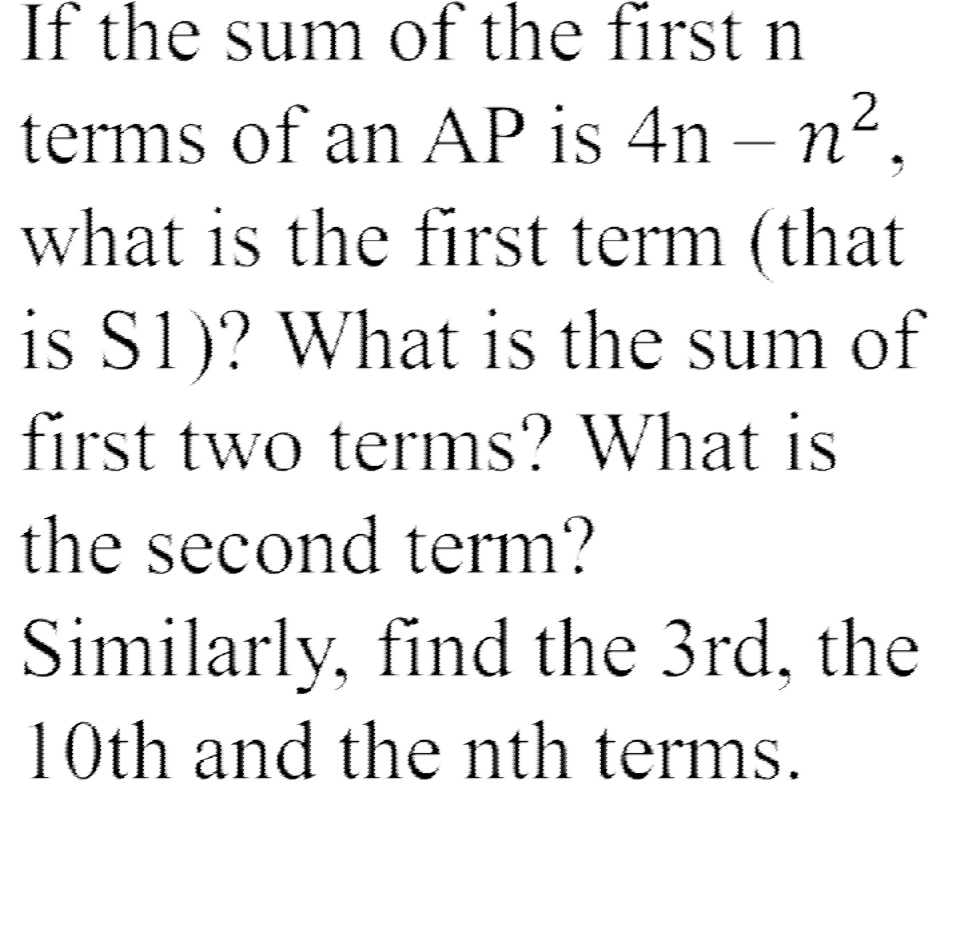 If the sum of the first n
terms of an AP is 4n – n²,
what is the first term (that
is S1)? What is the sum of
first two terms? What is
the second term?
Similarly, find the 3rd, the
10th and the nth terms.